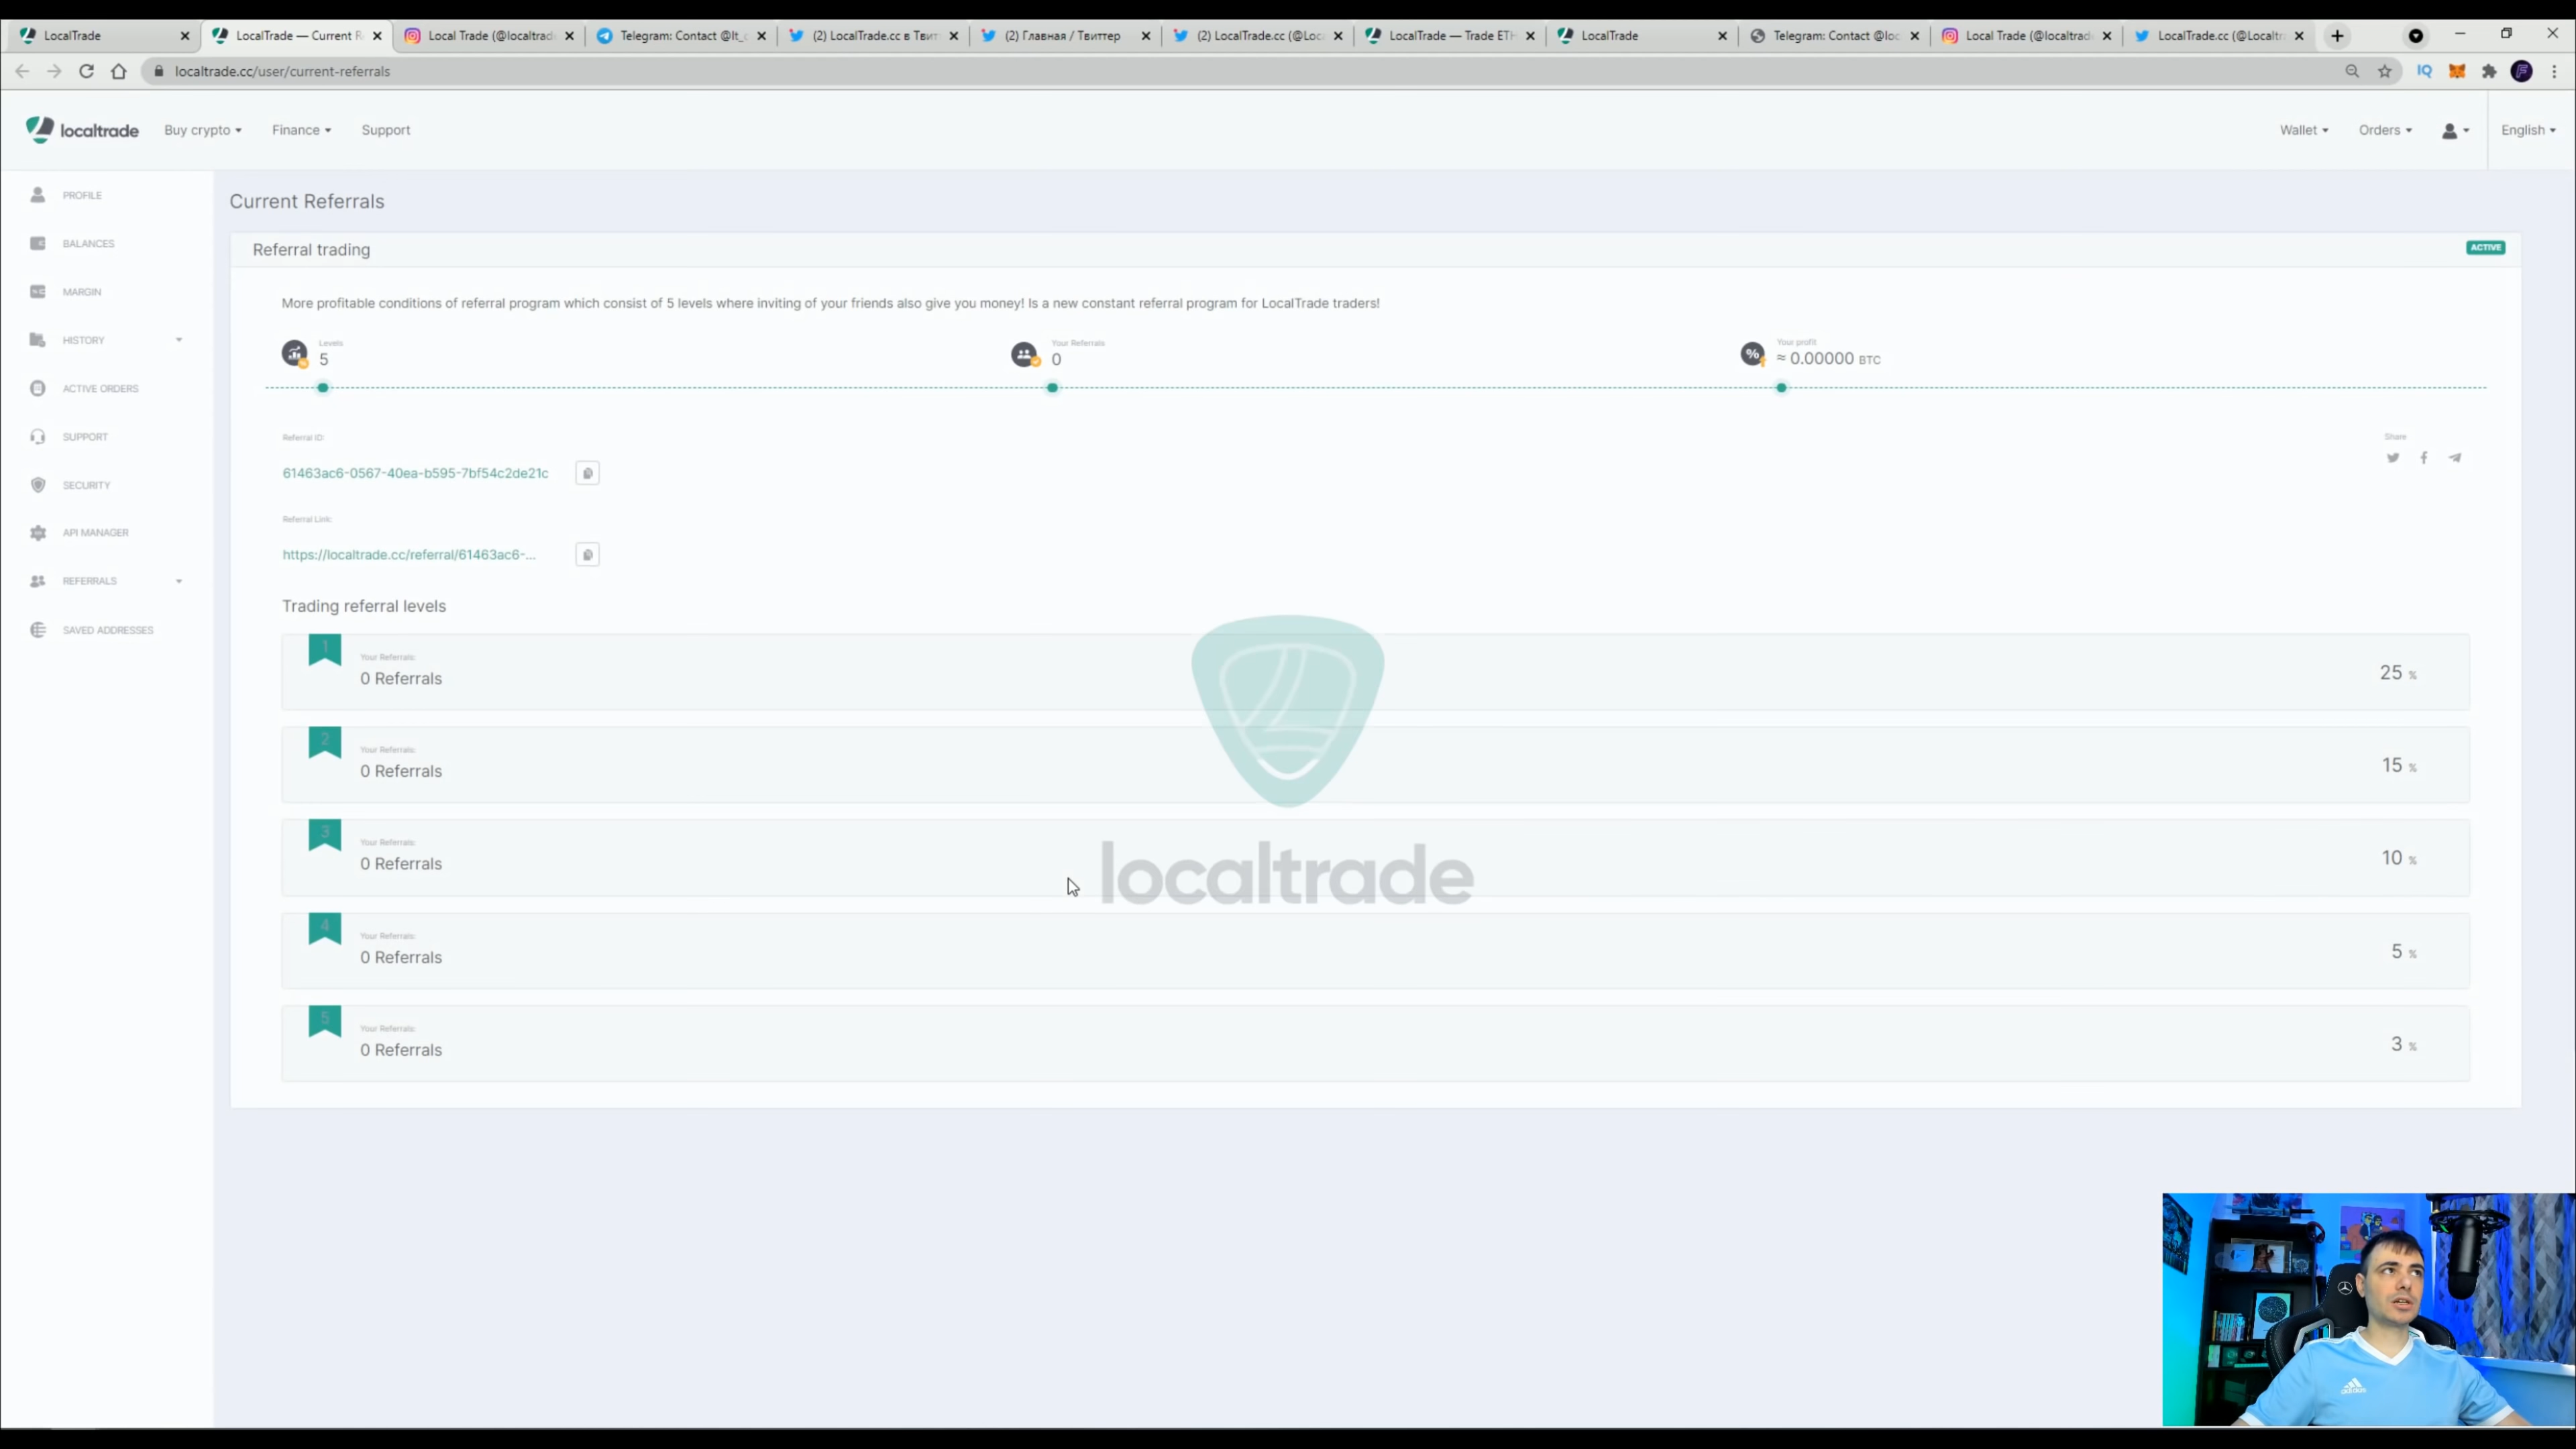 LocalTrade
LocalTrade — Current R
Local Trade (@localtrad
Telegram: Contact @lt_
(2) LocalTrade.cc в Твит
(2) Главная / Твиттер
(2) LocalTrade.cc (@Loc
LocalTrade — Trade ETH
LocalTrade
Telegram: Contact @loc
Local Trade (@localtrad
LocalTrade.cc (@Localtr
localtrade.cc/user/current-referrals
IQ
localtrade
Buy crypto
Finance
Support
Wallet
Orders
English
PROFILE
BALANCES
MARGIN
HISTORY
ACTIVE ORDERS
SUPPORT
SECURITY
API MANAGER
REFERRALS
SAVED ADDRESSES
Current Referrals
Referral trading
ACTIVE
More profitable conditions of referral program which consist of 5 levels where inviting of your friends also give you money! Is a new constant referral program for LocalTrade traders!
Levels
5
Your Referrals
0
Your profit
≈ 0.00000 BTC
Referral ID:
61463ac6-0567-40ea-b595-7bf54c2de21c
Share
Referral Link:
https://localtrade.cc/referral/61463ac6-...
Trading referral levels
1
Your Referrals:
0 Referrals
25 %
2
Your Referrals:
0 Referrals
15 %
3
Your Referrals:
0 Referrals
10 %
4
Your Referrals:
0 Referrals
5 %
5
Your Referrals:
0 Referrals
3 %
localtrade
adidas